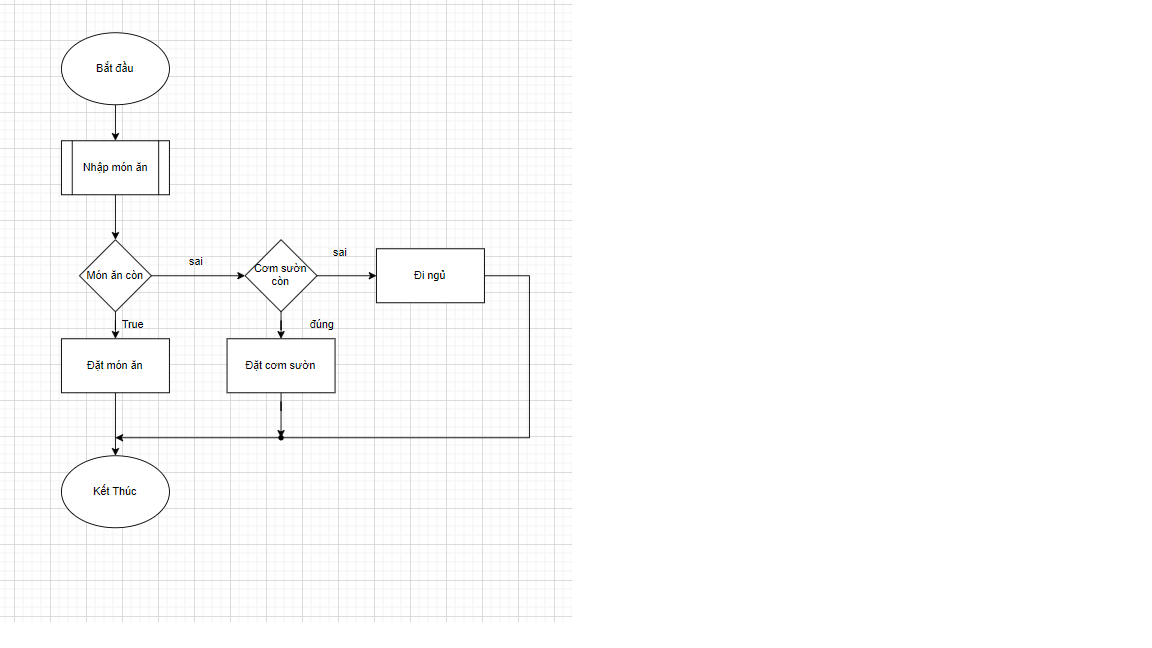 Bắt đầu
Nhập món ăn
Món ăn còn
sai
Cơm sườn
còn
sai
Đi ngủ
True
đúng
Đặt món ăn
Đặt cơm sườn
Kết Thúc